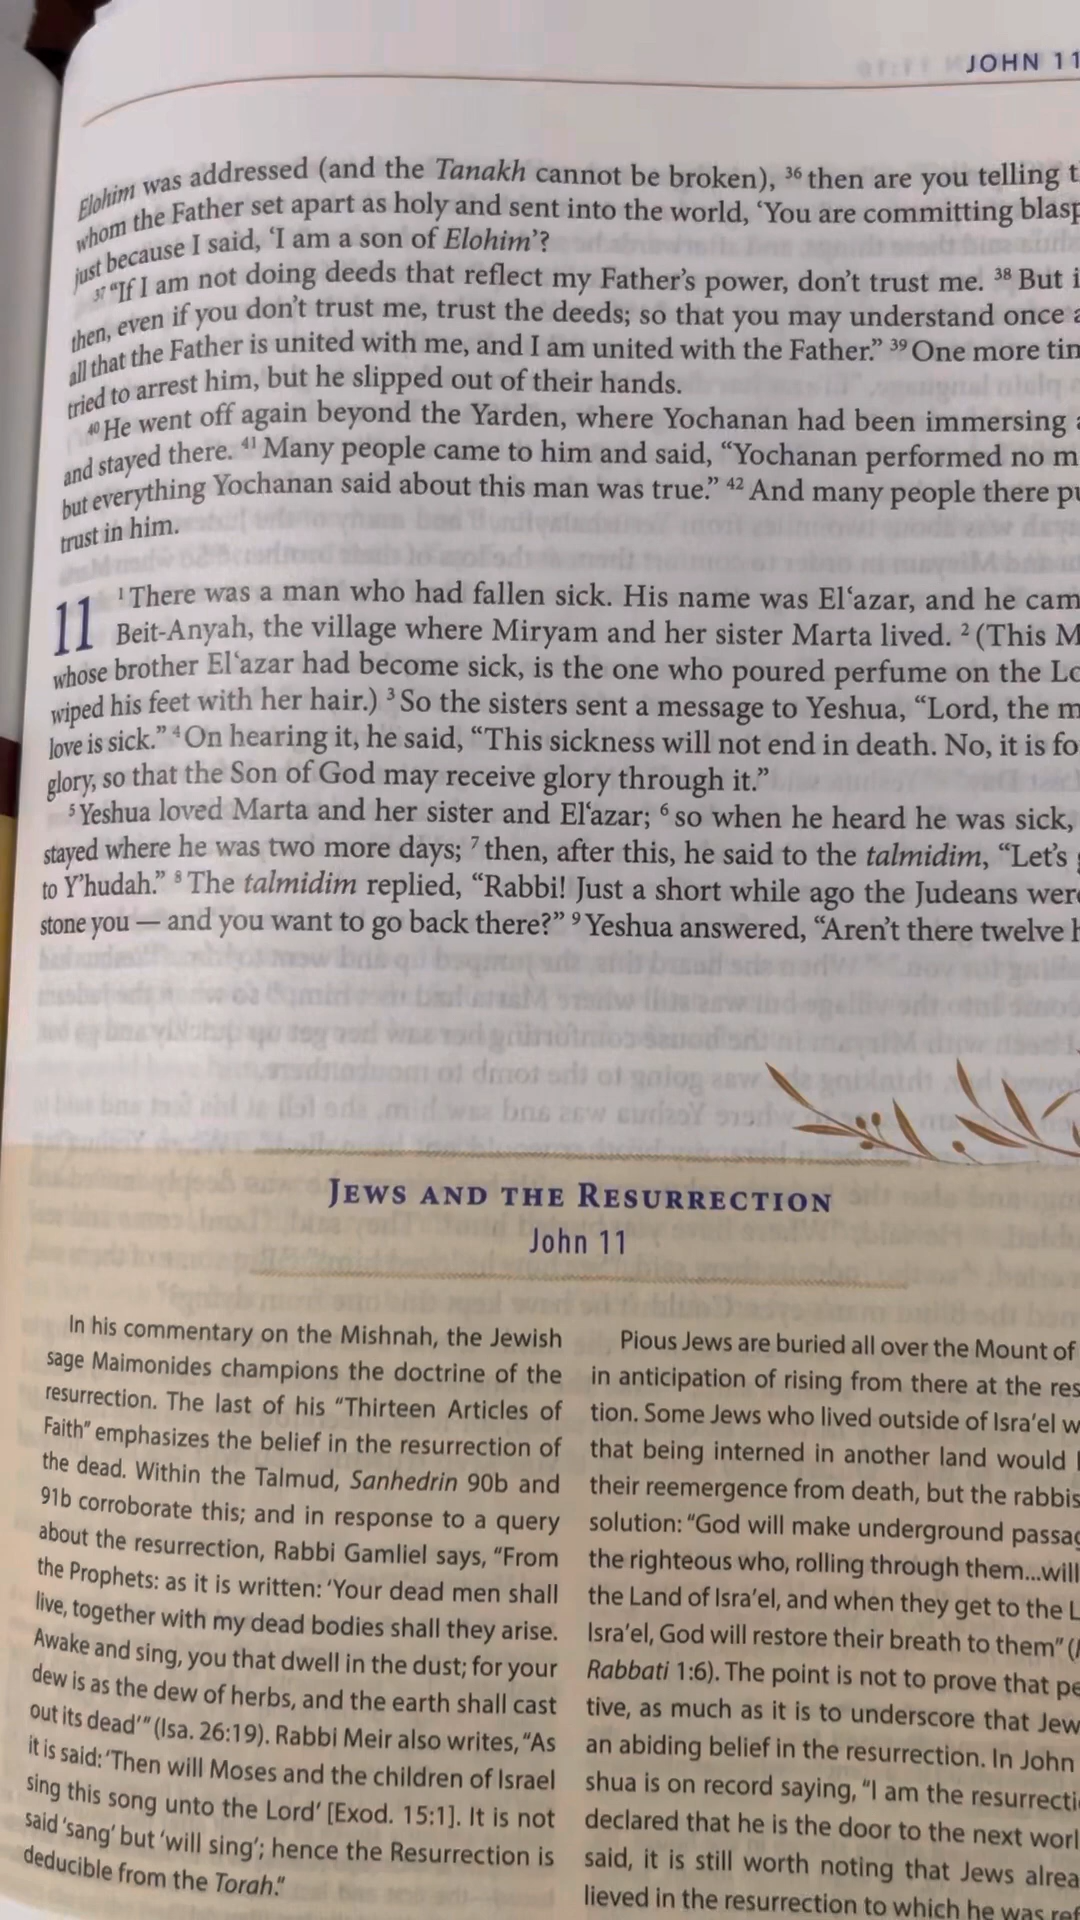 JOHN 11
Elohim was addressed (and the Tanakh cannot be broken), 36 then are you telling
whom the Father set apart as holy and sent into the world, ‘You are committing
just because I said, ‘I am a son of Elohim’?
37 “If I am not doing deeds that reflect my Father’s power, don’t trust me. 38 But
then, even if you don’t trust me, trust the deeds; so that you may understand once
all that the Father is united with me, and I am united with the Father.” 39 One more
tried to arrest him, but he slipped out of their hands.
40 He went off again beyond the Yarden, where Yochanan had been immersing
and stayed there. 41 Many people came to him and said, “Yochanan performed no
but everything Yochanan said about this man was true.” 42 And many people there
trust in him.
11 1 There was a man who had fallen sick. His name was El‘azar, and he
Beit-Anyah, the village where Miryam and her sister Marta lived. 2 (This
whose brother El‘azar had become sick, is the one who poured perfume on the
wiped his feet with her hair.) 3 So the sisters sent a message to Yeshua, “Lord, the
love is sick.” 4 On hearing it, he said, “This sickness will not end in death. No, it is
glory, so that the Son of God may receive glory through it.”
5 Yeshua loved Marta and her sister and El‘azar; 6 so when he heard he was sick,
stayed where he was two more days; 7 then, after this, he said to the talmidim, “Let’s
to Y’hudah.” 8 The talmidim replied, “Rabbi! Just a short while ago the Judeans
stone you — and you want to go back there?” 9 Yeshua answered, “Aren’t there twelve
JEWS AND THE RESURRECTION
John 11
In his commentary on the Mishnah, the Jewish
sage Maimonides champions the doctrine of the
resurrection. The last of his “Thirteen Articles of
Faith” emphasizes the belief in the resurrection of
the dead. Within the Talmud, Sanhedrin 90b and
91b corroborate this; and in response to a query
about the resurrection, Rabbi Gamliel says, “From
the Prophets: as it is written: ‘Your dead men shall
live, together with my dead bodies shall they arise.
Awake and sing, you that dwell in the dust; for your
dew is as the dew of herbs, and the earth shall cast
out its dead’” (Isa. 26:19). Rabbi Meir also writes, “As
it is said: ‘Then will Moses and the children of Israel
sing this song unto the Lord’ [Exod. 15:1]. It is not
said ‘sang’ but ‘will sing’; hence the Resurrection is
deducible from the Torah.”
Pious Jews are buried all over the Mount of
in anticipation of rising from there at the
tion. Some Jews who lived outside of Isra’el
that being interned in another land would
their reemergence from death, but the rabbis
solution: “God will make underground
the righteous who, rolling through them...will
the Land of Isra’el, and when they get to the
Isra’el, God will restore their breath to them”
Rabbati 1:6). The point is not to prove that
tive, as much as it is to underscore that
an abiding belief in the resurrection. In John
shua is on record saying, “I am the
declared that he is the door to the next
said, it is still worth noting that Jews
lieved in the resurrection to which he was